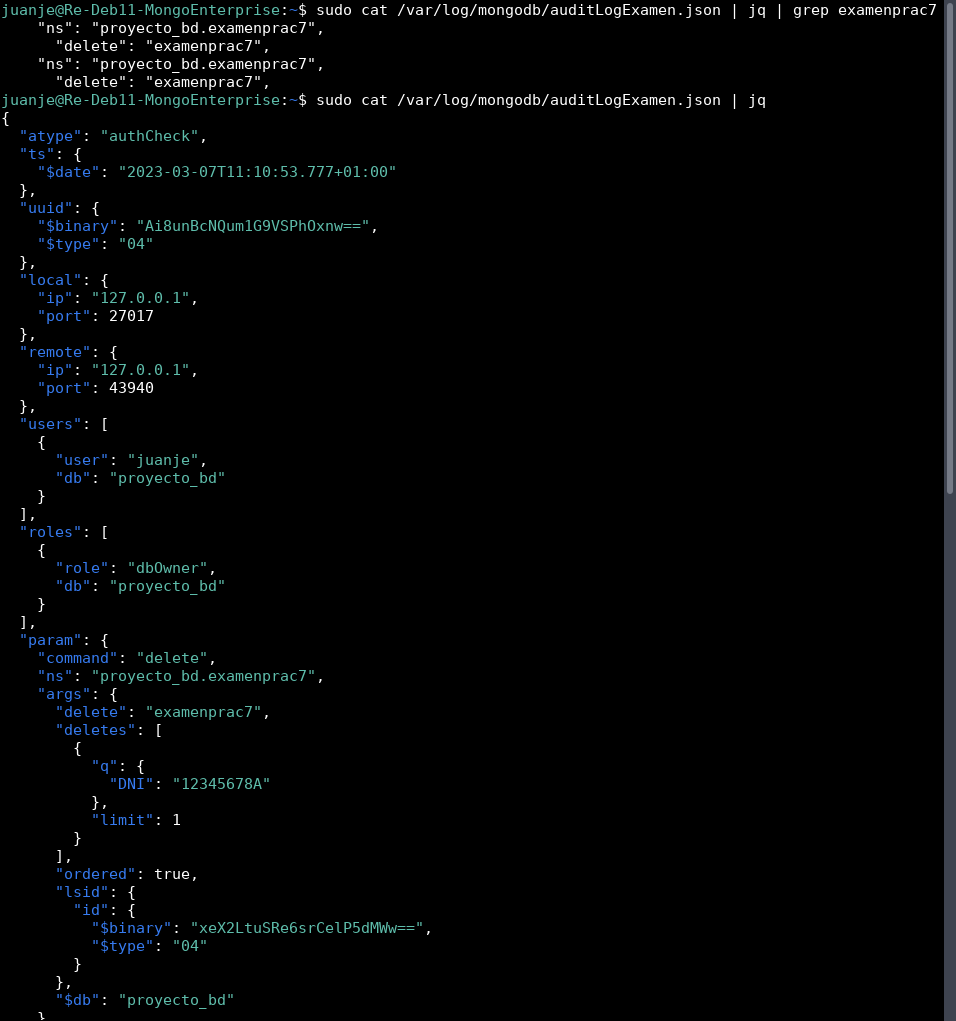 juanje@Re-Deb11-MongoEnterprise:~$ sudo cat /var/log/mongodb/auditLogExamen.json | jq | grep examenprac7
    "ns": "proyecto_bd.examenprac7",
      "delete": "examenprac7",
    "ns": "proyecto_bd.examenprac7",
      "delete": "examenprac7",
juanje@Re-Deb11-MongoEnterprise:~$ sudo cat /var/log/mongodb/auditLogExamen.json | jq
{
  "atype": "authCheck",
  "ts": {
    "$date": "2023-03-07T11:10:53.777+01:00"
  },
  "uuid": {
    "$binary": "Ai8unBcNQum1G9VSPhOxnw==",
    "$type": "04"
  },
  "local": {
    "ip": "127.0.0.1",
    "port": 27017
  },
  "remote": {
    "ip": "127.0.0.1",
    "port": 43940
  },
  "users": [
    {
      "user": "juanje",
      "db": "proyecto_bd"
    }
  ],
  "roles": [
    {
      "role": "dbOwner",
      "db": "proyecto_bd"
    }
  ],
  "param": {
    "command": "delete",
    "ns": "proyecto_bd.examenprac7",
    "args": {
      "delete": "examenprac7",
      "deletes": [
        {
          "q": {
            "DNI": "12345678A"
          },
          "limit": 1
        }
      ],
      "ordered": true,
      "lsid": {
        "id": {
          "$binary": "xeX2LtuSRe6srCelP5dMWw==",
          "$type": "04"
        }
      },
      "$db": "proyecto_bd"
    }